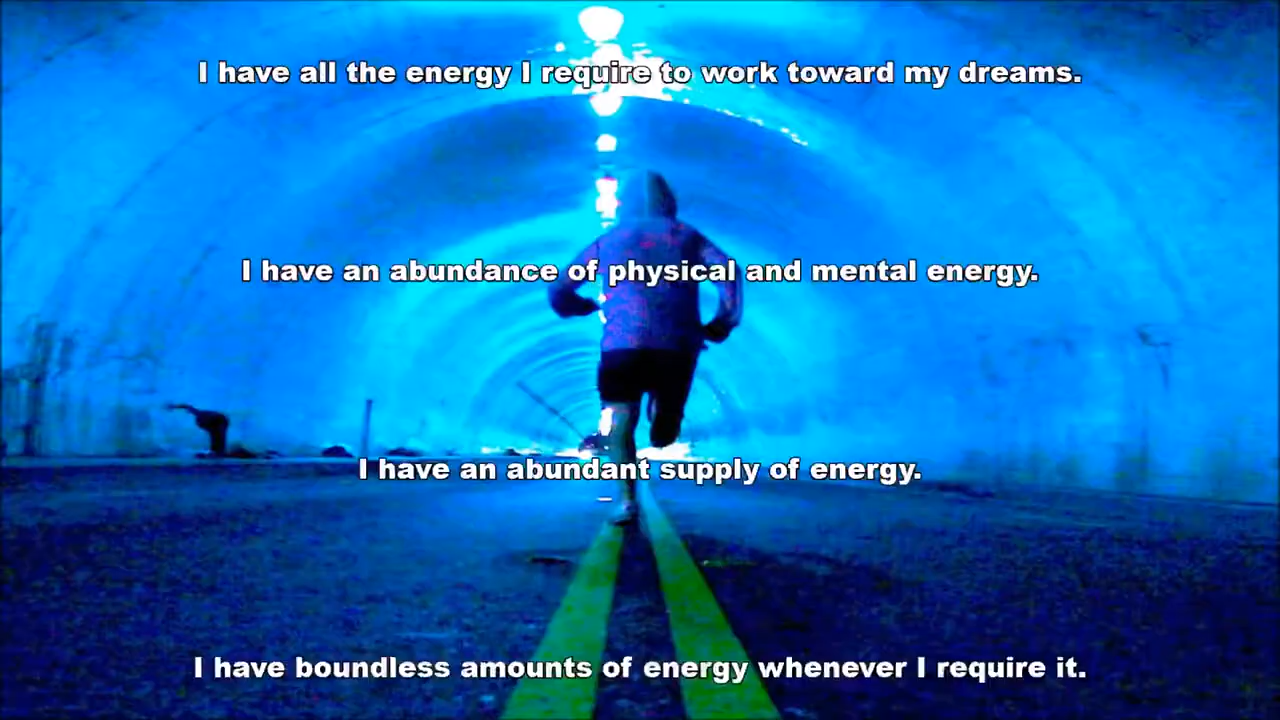 I have all the energy I require to work toward my dreams.
I have an abundance of physical and mental energy.
I have an abundant supply of energy.
I have boundless amounts of energy whenever I require it.